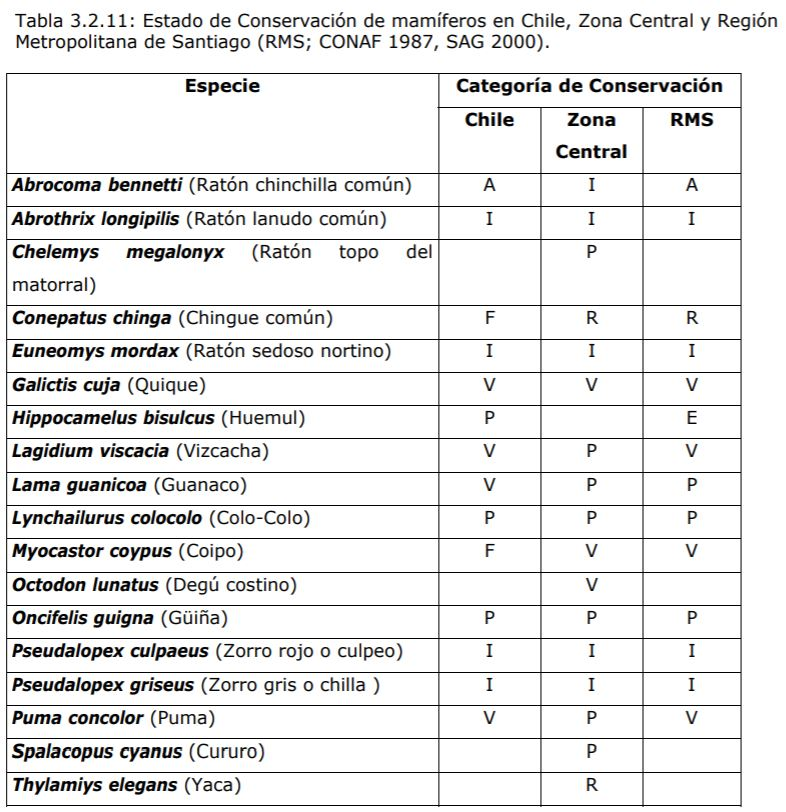 Tabla 3.2.11: Estado de Conservación de mamíferos en Chile, Zona Central y Región
Metropolitana de Santiago (RMS; CONAF 1987, SAG 2000).
Especie Categoría de Conservación
Chile Zona Central RMS
Abrocoma bennetti (Ratón chinchilla común) A I A
Abrothrix longipilis (Ratón lanudo común) I I I
Chelemys megalonyx (Ratón topo del P
matorral)
Conepatus chinga (Chingue común) F R R
Euneomys mordax (Ratón sedoso nortino) I I I
Galictis cuja (Quique) V V V
Hippocamelus bisulcus (Huemul) P E
Lagidium viscacia (Vizcacha) V P V
Lama guanicoa (Guanaco) V P P
Lynchailurus colocolo (Colo-Colo) P P P
Myocastor coypus (Coipo) F V V
Octodon lunatus (Degú costino) V
Oncifelis guigna (Güiña) P P P
Pseudalopex culpaeus (Zorro rojo o culpeo) I I I
Pseudalopex griseus (Zorro gris o chilla ) I I I
Puma concolor (Puma) V P V
Spalacopus cyanus (Cururo) P
Thylamiys elegans (Yaca) R